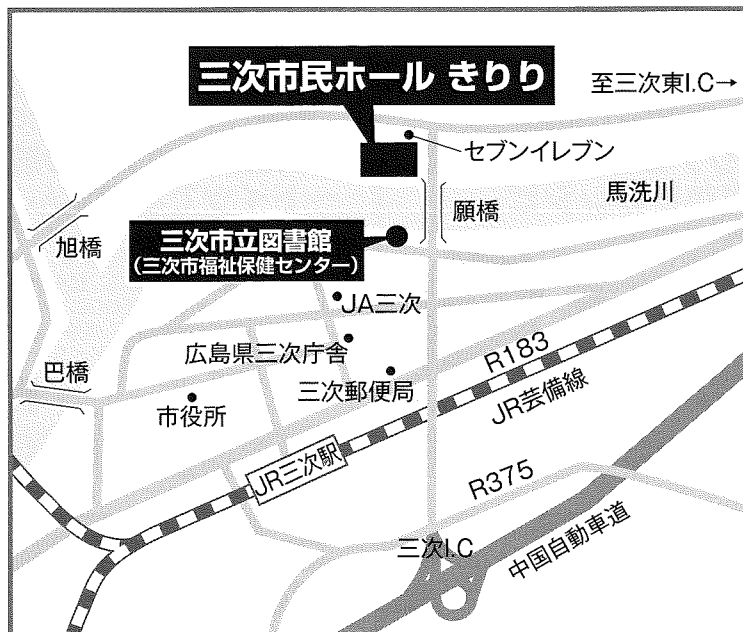 三次市民ホール きりり
至三次東I.C→
セブンイレブン
馬洗川
願橋
旭橋
三次市立図書館
(三次市福祉保健センター)
JA三次
広島県三次庁舎
三次郵便局
巴橋
市役所
R183
JR芸備線
JR三次駅
R375
三次I.C
中国自動車道